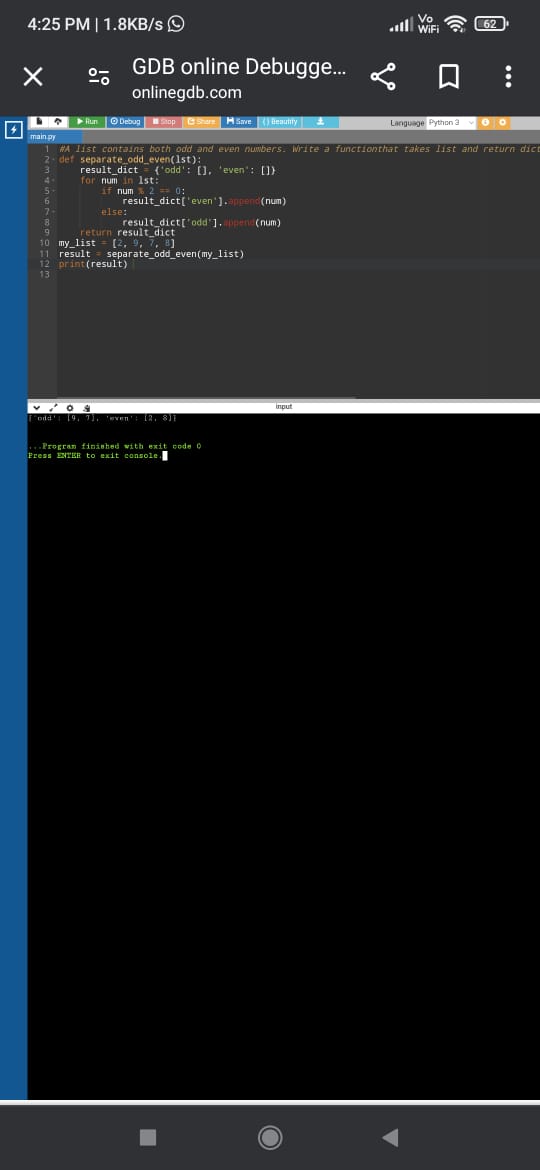 4:25 PM | 1.8KB/s
Vo WiFi 62
GDB online Debugge...
onlinegdb.com
Run Debug Stop Share Save {} Beautify Language Python 3
main.py
1 #A list contains both odd and even numbers. Write a functionthat takes list and return dict
2 def separate_odd_even(lst):
3 result_dict = {'odd': [], 'even': []}
4 for num in lst:
5 if num % 2 == 0:
6 result_dict['even'].append(num)
7 else:
8 result_dict['odd'].append(num)
9 return result_dict
10 my_list = [2, 9, 7, 8]
11 result = separate_odd_even(my_list)
12 print(result)
13
input
{'odd': [9, 7], 'even': [2, 8]}
...Program finished with exit code 0
Press ENTER to exit console.